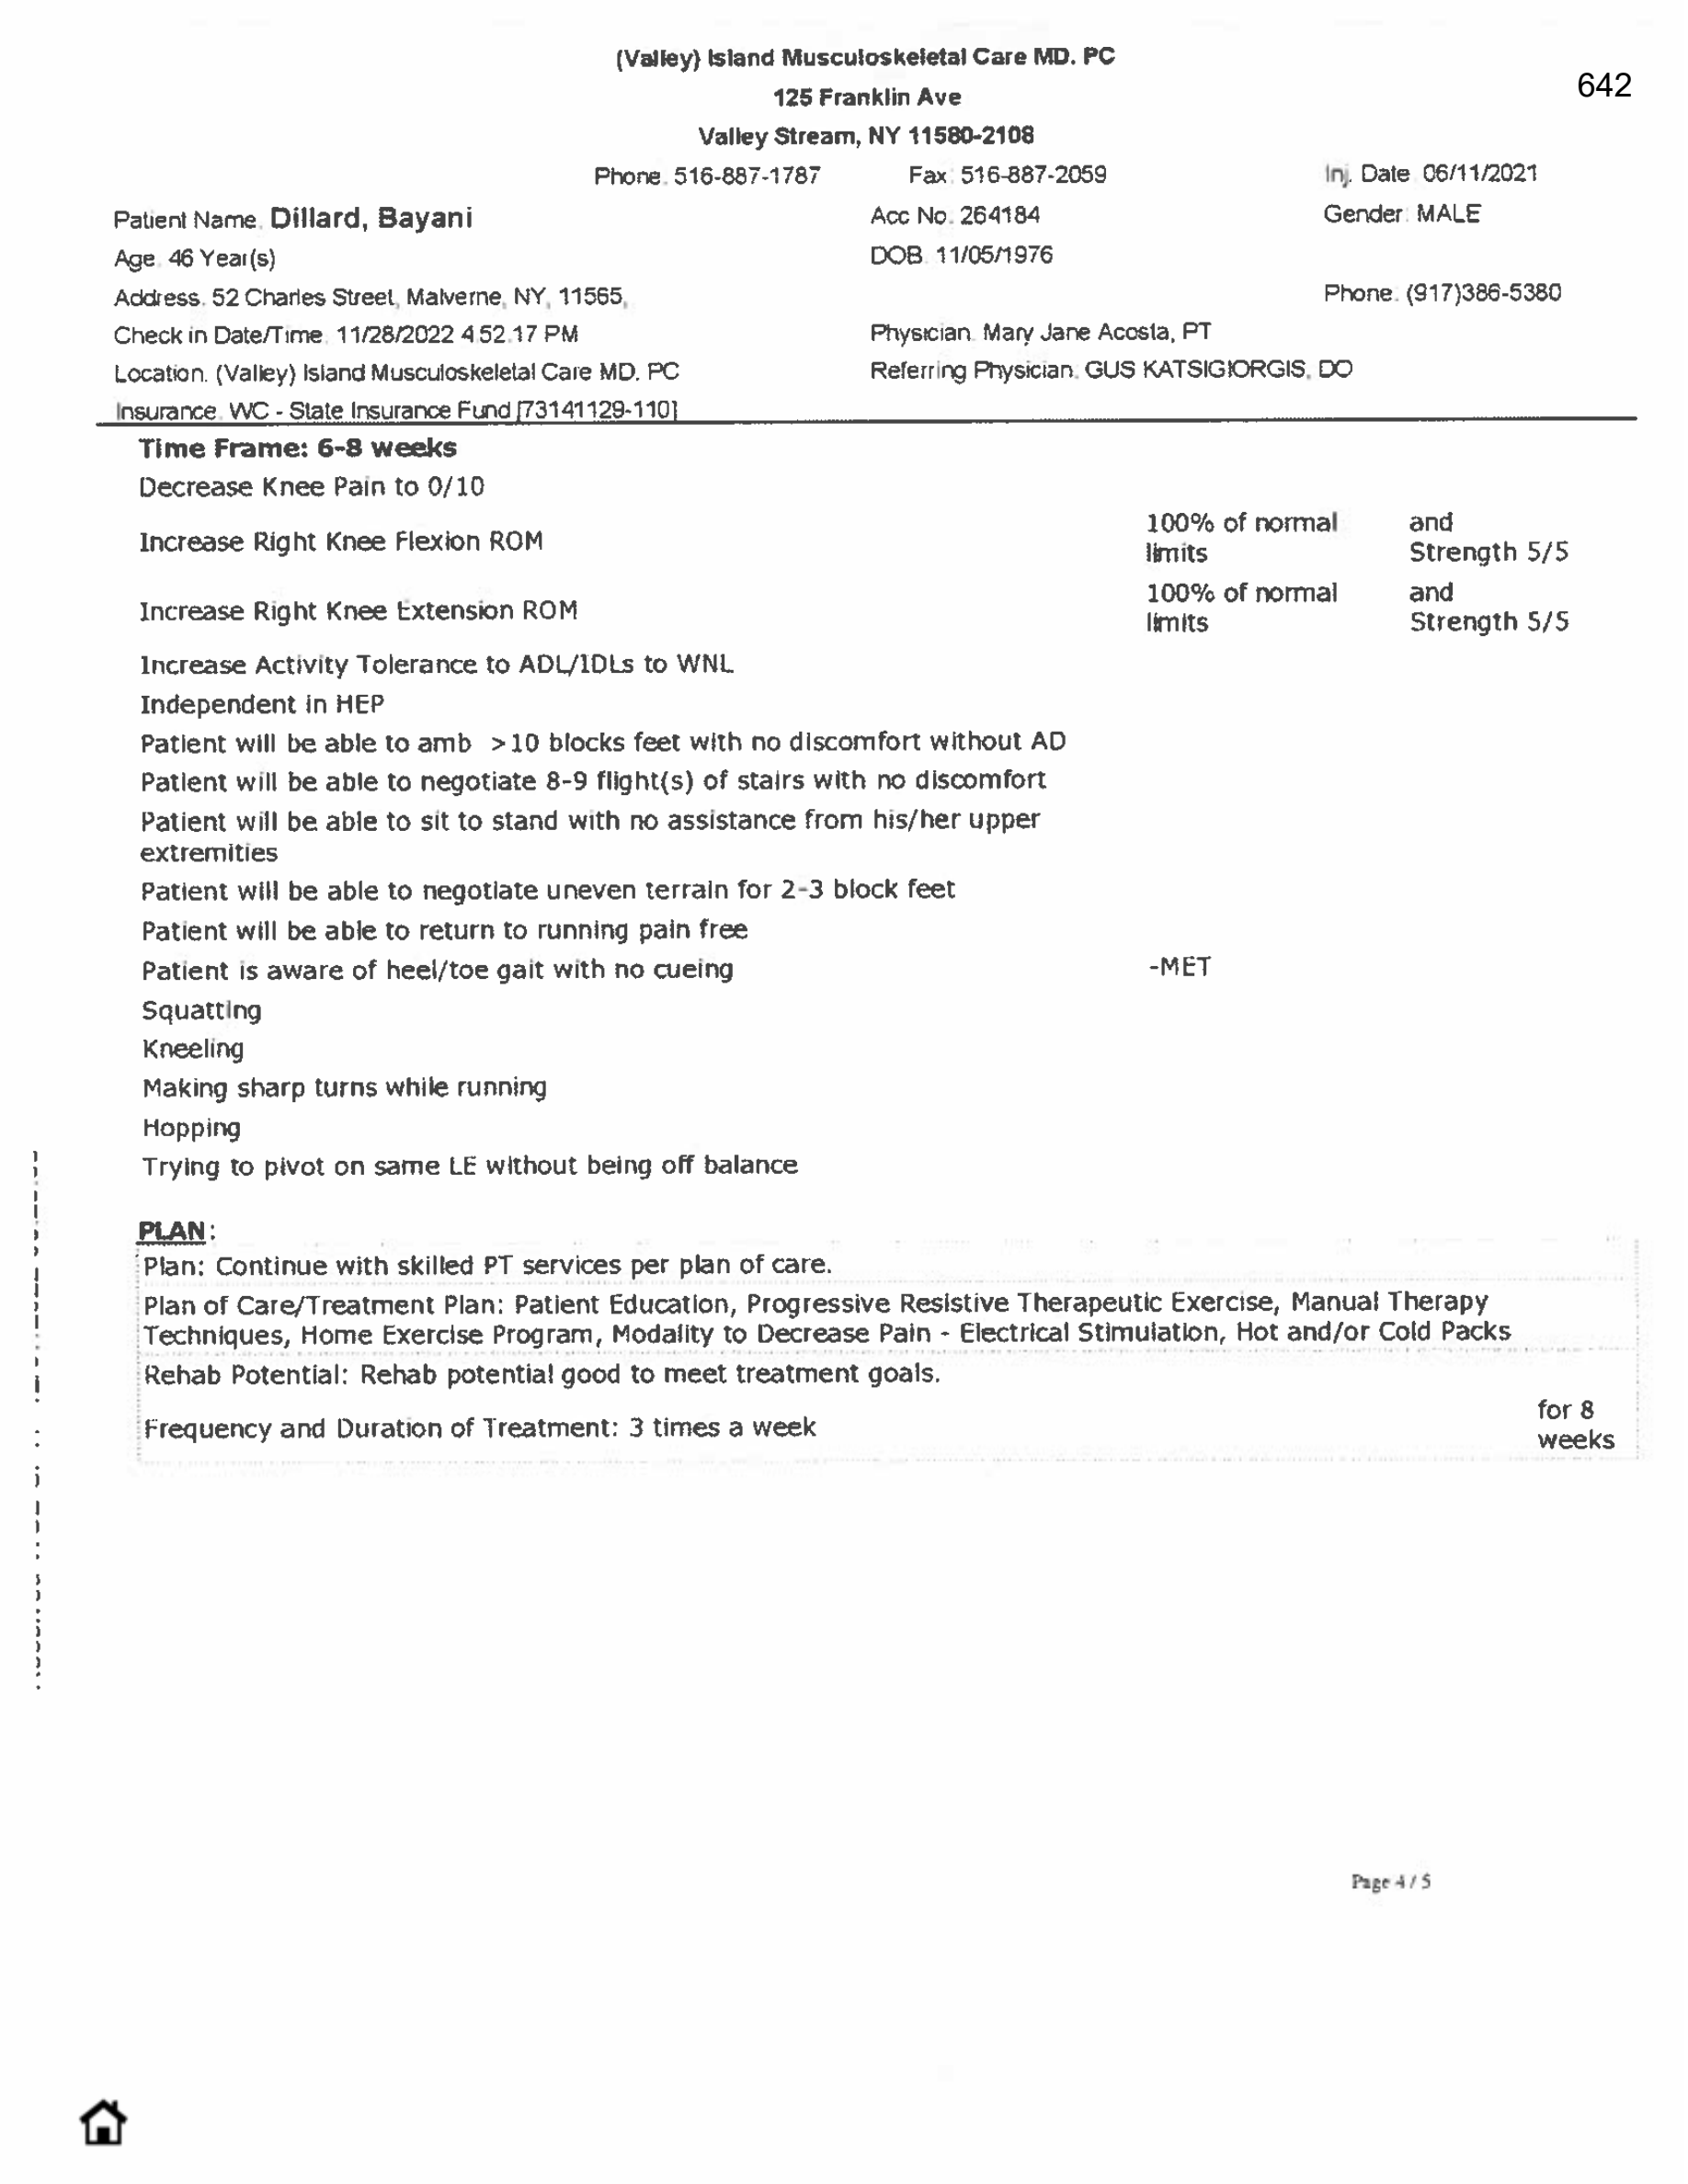 (Valley) Island Musculoskeletal Care MD. PC
642
125 Franklin Ave
Valley Stream, NY 11580-2108
Phone. 516-887-1787 Fax: 516-887-2059 Inj. Date 06/11/2021
Patient Name. Dillard, Bayani Acc No. 264184 Gender: MALE
Age. 46 Year(s) DOB. 11/05/1976
Address. 52 Charles Street, Malverne, NY, 11565, Phone. (917)386-5380
Check in Date/Time. 11/28/2022 4.52.17 PM Physician. Mary Jane Acosta, PT
Location. (Valley) Island Musculoskeletal Care MD. PC Referring Physician. GUS KATSIGIORGIS, DO
Insurance. WC - State Insurance Fund [73141129-110]
Time Frame: 6-8 weeks
Decrease Knee Pain to 0/10
Increase Right Knee Flexion ROM 100% of normal limits and Strength 5/5
Increase Right Knee Extension ROM 100% of normal limits and Strength 5/5
Increase Activity Tolerance to ADL/IDLs to WNL
Independent in HEP
Patient will be able to amb >10 blocks feet with no discomfort without AD
Patient will be able to negotiate 8-9 flight(s) of stairs with no discomfort
Patient will be able to sit to stand with no assistance from his/her upper
extremities
Patient will be able to negotiate uneven terrain for 2-3 block feet
Patient will be able to return to running pain free
Patient is aware of heel/toe gait with no cueing -MET
Squatting
Kneeling
Making sharp turns while running
Hopping
Trying to pivot on same LE without being off balance
PLAN:
Plan: Continue with skilled PT services per plan of care.
Plan of Care/Treatment Plan: Patient Education, Progressive Resistive Therapeutic Exercise, Manual Therapy
Techniques, Home Exercise Program, Modality to Decrease Pain - Electrical Stimulation, Hot and/or Cold Packs
Rehab Potential: Rehab potential good to meet treatment goals.
Frequency and Duration of Treatment: 3 times a week for 8 weeks
Page 4 / 5